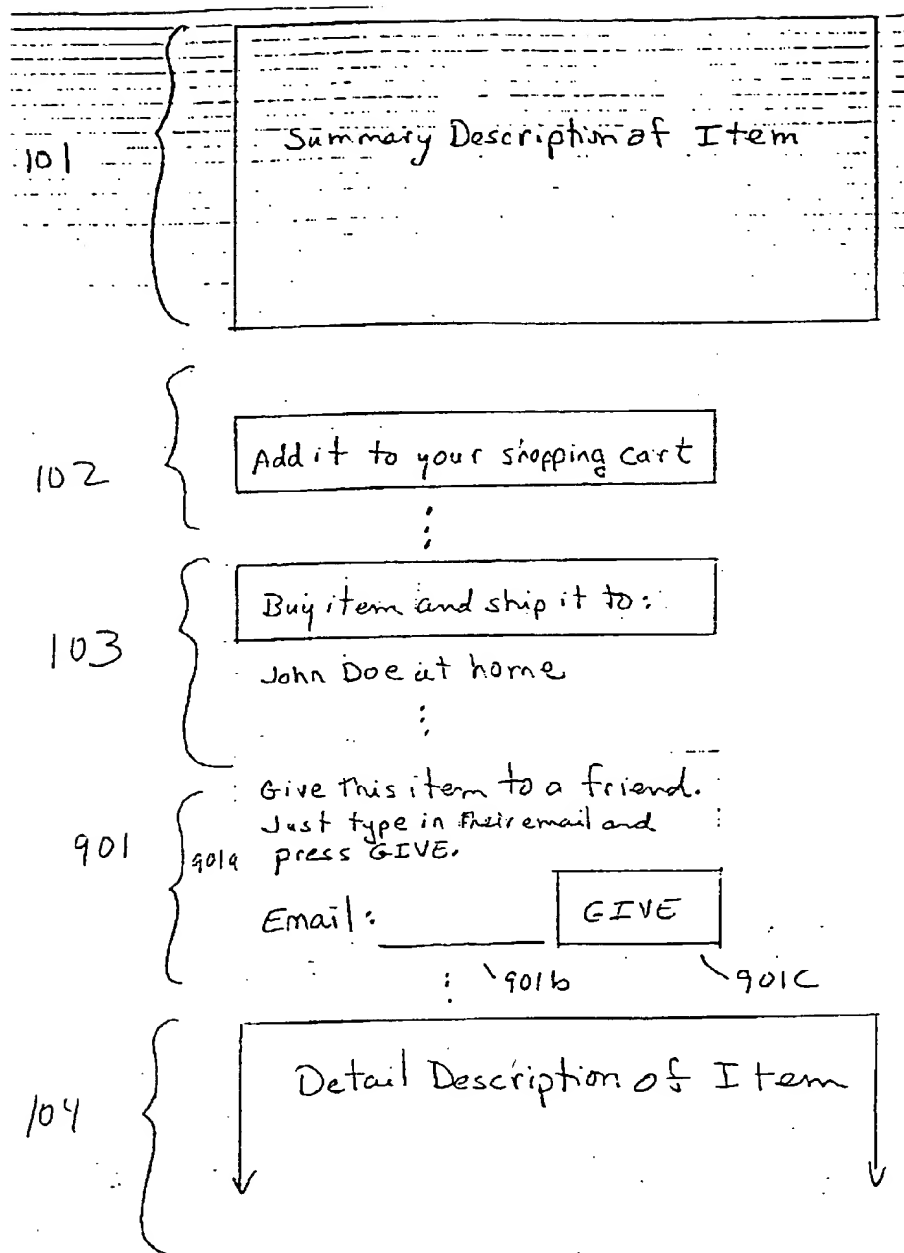 101
Summary Description of Item
102
Add it to your shopping cart
103
Buy item and ship it to:
John Doe at home
901
901a
Give this item to a friend.
Just type in their email and
press GIVE.
Email:
GIVE
901b
901c
104
Detail Description of Item